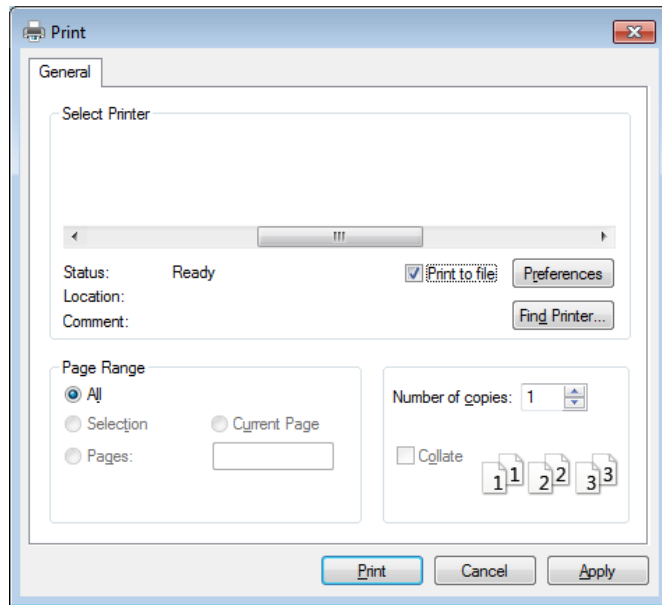 Print
General
Select Printer
Status: Ready
Print to file
Preferences
Location:
Comment:
Find Printer...
Page Range
All
Selection
Current Page
Pages:
Number of copies: 1
Collate
1 1 2 2 3 3
Print Cancel Apply